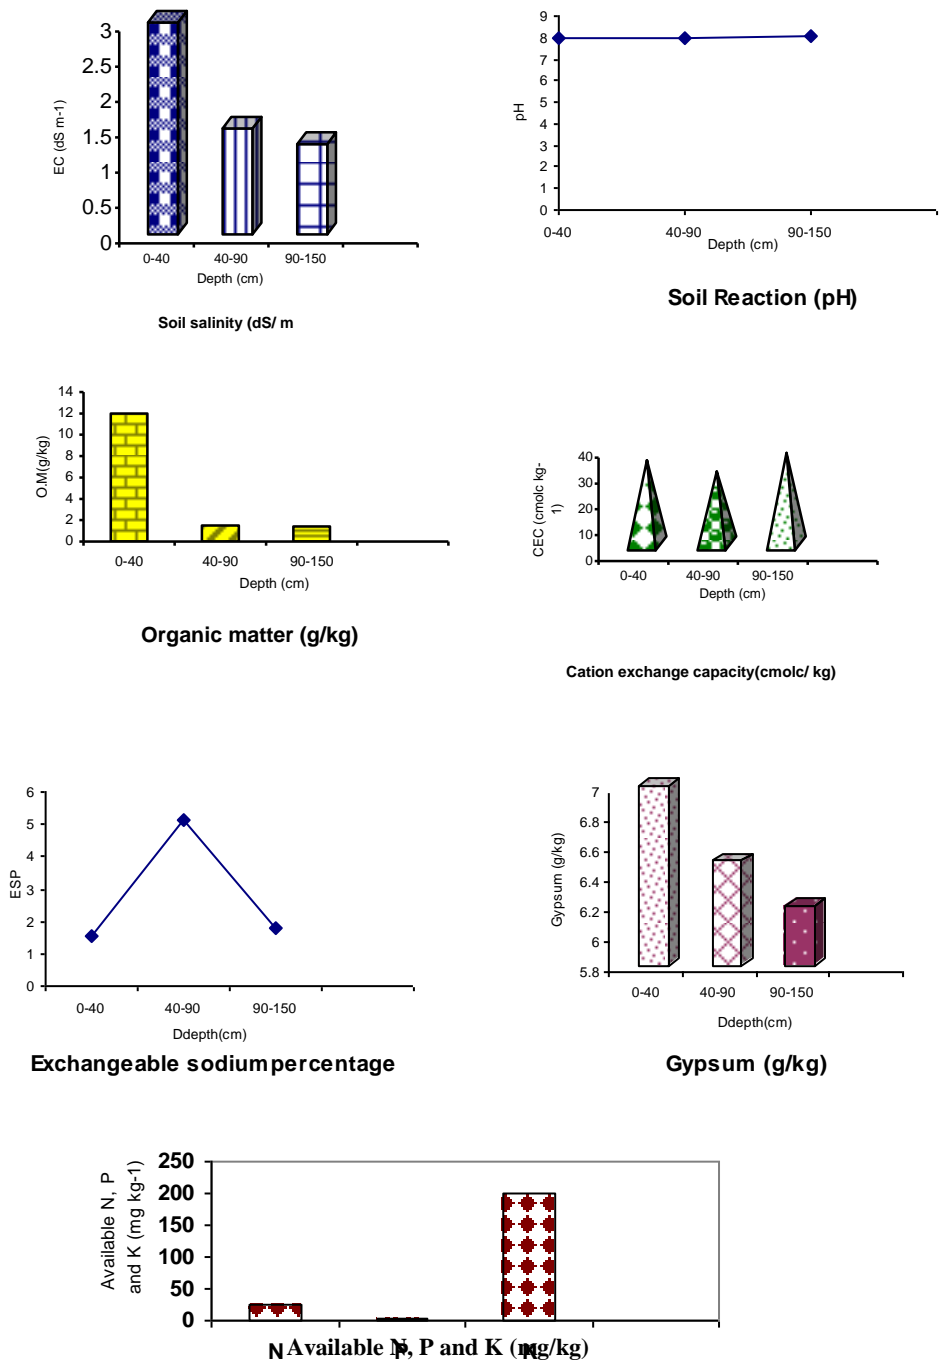 3
2.5
2
1.5
1
0.5
0
EC (dS m-1)
0-40 40-90 90-150
Depth (cm)
Soil salinity (dS/ m
9
8
7
6
5
4
3
2
1
0
pH
0-40 40-90 90-150
Depth (cm)
Soil Reaction (pH)
14
12
10
8
6
4
2
0
O.M(g/kg)
0-40 40-90 90-150
Depth (cm)
Organic matter (g/kg)
40
30
20
10
0
CEC (cmolc kg-
1)
0-40 40-90 90-150
Depth (cm)
Cation exchange capacity(cmolc/ kg)
6
5
4
3
2
1
0
ESP
0-40 40-90 90-150
Ddepth(cm)
Exchangeable sodium percentage
7
6.8
6.6
6.4
6.2
6
5.8
Gypsum (g/kg)
0-40 40-90 90-150
Ddepth(cm)
Gypsum (g/kg)
250
200
150
100
50
0
Available N, P
and K (mg kg-1)
N P K
Available N, P and K (mg/kg)